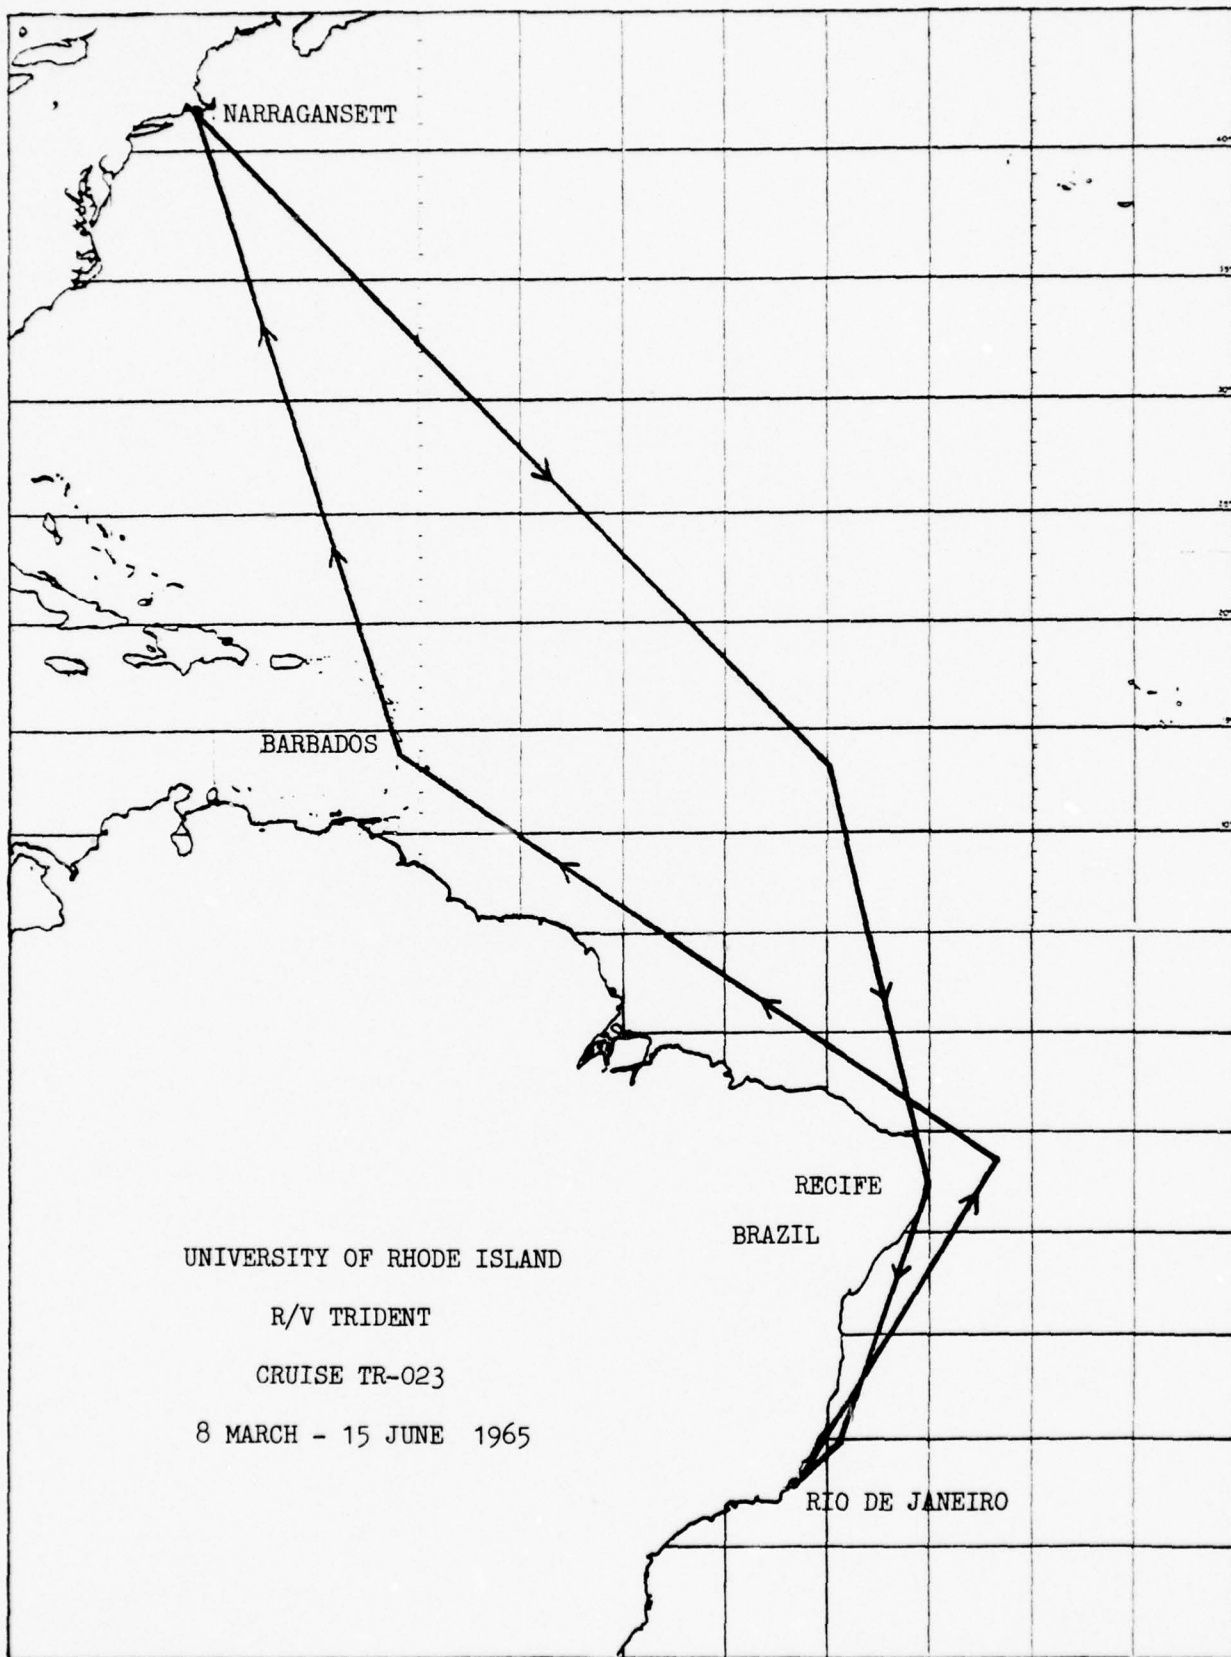 NARRAGANSETT
40°
BARBADOS
RECIFE
BRAZIL
UNIVERSITY OF RHODE ISLAND
R/V TRIDENT
CRUISE TR-023
8 MARCH - 15 JUNE 1965
RIO DE JANEIRO